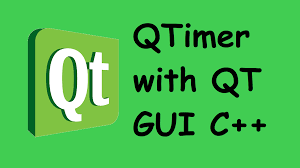 Qt
QTimer
with QT
GUI C++